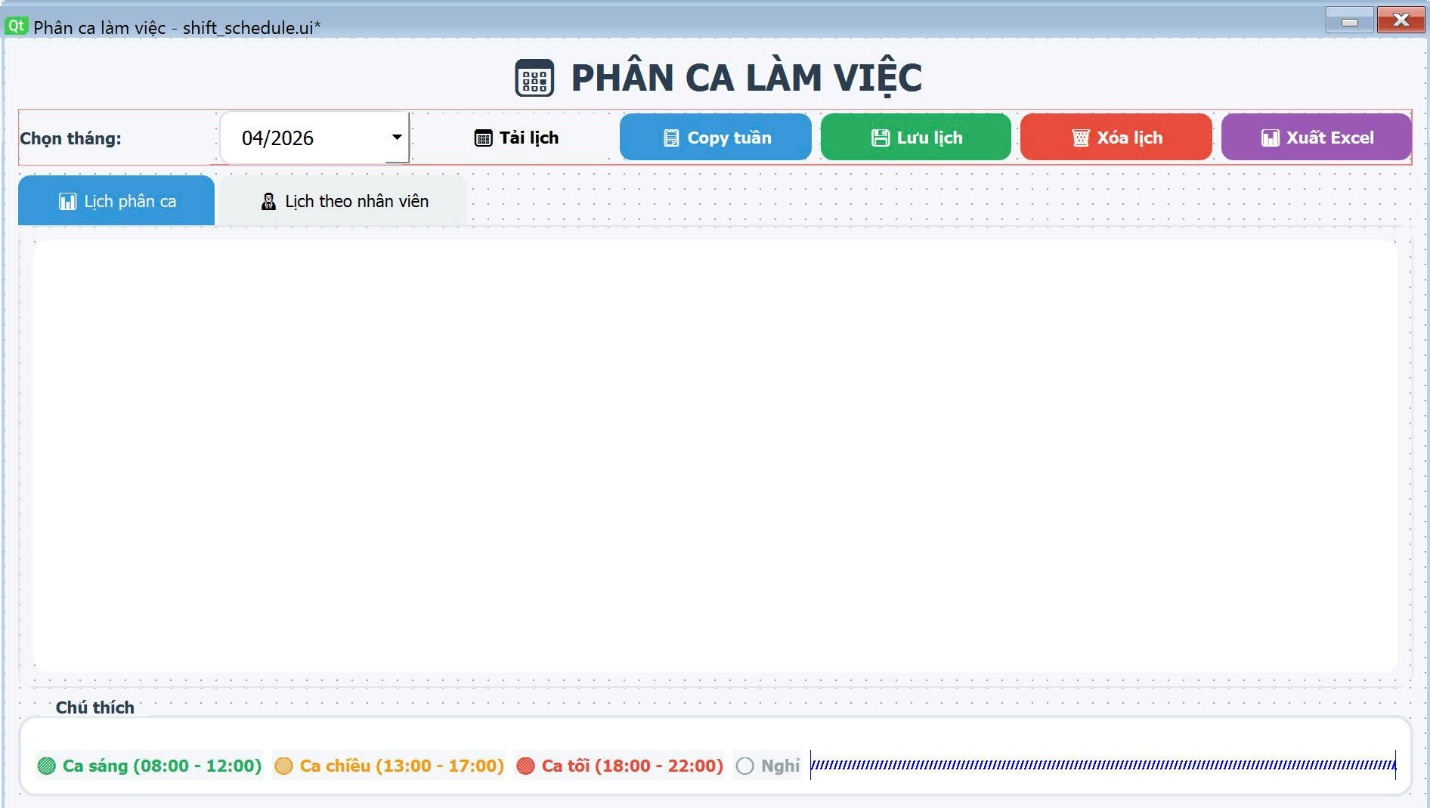 Qt Phân ca làm việc - shift_schedule.ui*
PHÂN CA LÀM VIỆC
Chọn tháng: 04/2026 Tải lịch Copy tuần Lưu lịch Xóa lịch Xuất Excel
Lịch phân ca Lịch theo nhân viên
Chú thích
Ca sáng (08:00 - 12:00) Ca chiều (13:00 - 17:00) Ca tối (18:00 - 22:00) Nghỉ